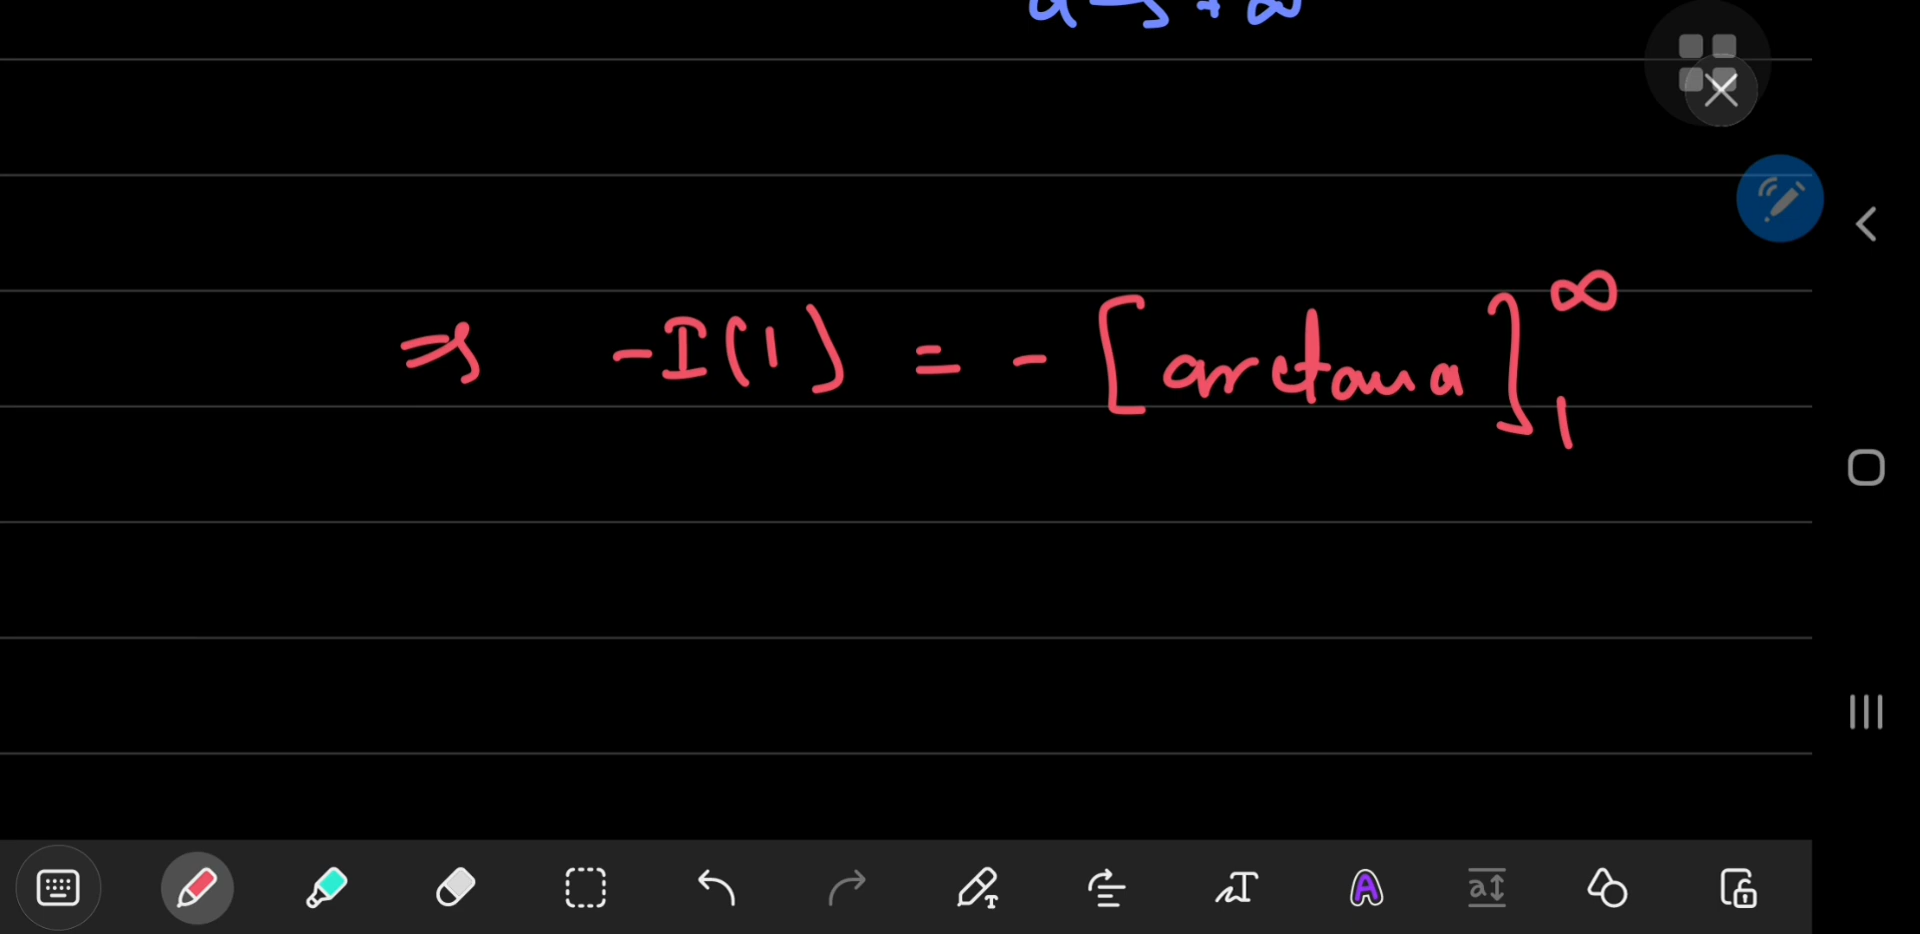 a → + ∞
⇒ - I(1) = - [arctan a]₁^∞